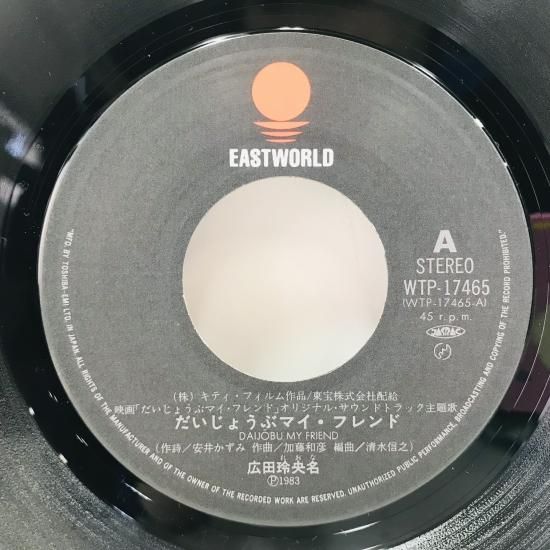 EASTWORLD
A
STEREO
WTP-17465
(WTP-17465-A)
45 r.p.m.
JASRAC
(株)キティ・フィルム作品/東宝株式会社配給
映画「だいじょうぶマイ・フレンド」オリジナル・サウンドトラック主題歌
だいじょうぶマイ・フレンド
DAIJOBU MY FRIEND
(作詩/安井かずみ 作曲/加藤和彦 編曲/清水信之)
れおな
広田玲央名
Ⓟ1983
"MFD. BY TOSHIBA-EMI LTD. IN JAPAN. ALL RIGHTS OF THE MANUFACTURER AND OF THE OWNER OF THE RECORDED WORK ARE RESERVED. UNAUTHORIZED PUBLIC PERFORMANCE, BROADCASTING AND COPYING OF THE RECORD PROHIBITED."